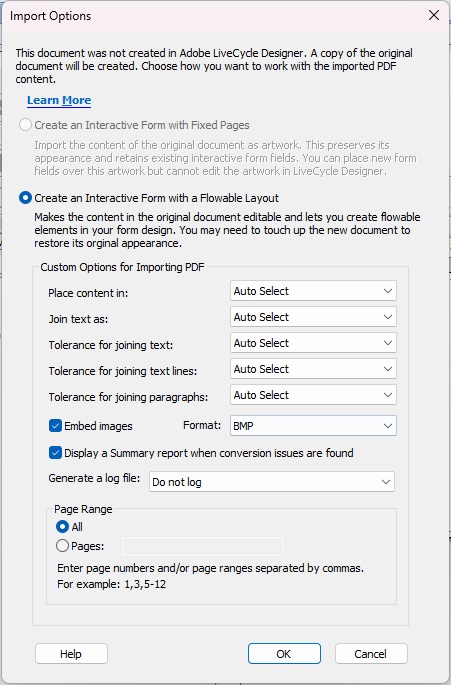 Import Options
This document was not created in Adobe LiveCycle Designer. A copy of the original
document will be created. Choose how you want to work with the imported PDF
content.
Learn More
Create an Interactive Form with Fixed Pages
Import the content of the original document as artwork. This preserves its
appearance and retains existing interactive form fields. You can place new form
fields over this artwork but cannot edit the artwork in LiveCycle Designer.
Create an Interactive Form with a Flowable Layout
Makes the content in the original document editable and lets you create flowable
elements in your form design. You may need to touch up the new document to
restore its orginal appearance.
Custom Options for Importing PDF
Place content in: Auto Select
Join text as: Auto Select
Tolerance for joining text: Auto Select
Tolerance for joining text lines: Auto Select
Tolerance for joining paragraphs: Auto Select
Embed images Format: BMP
Display a Summary report when conversion issues are found
Generate a log file: Do not log
Page Range
All
Pages:
Enter page numbers and/or page ranges separated by commas.
For example: 1,3,5-12
Help OK Cancel